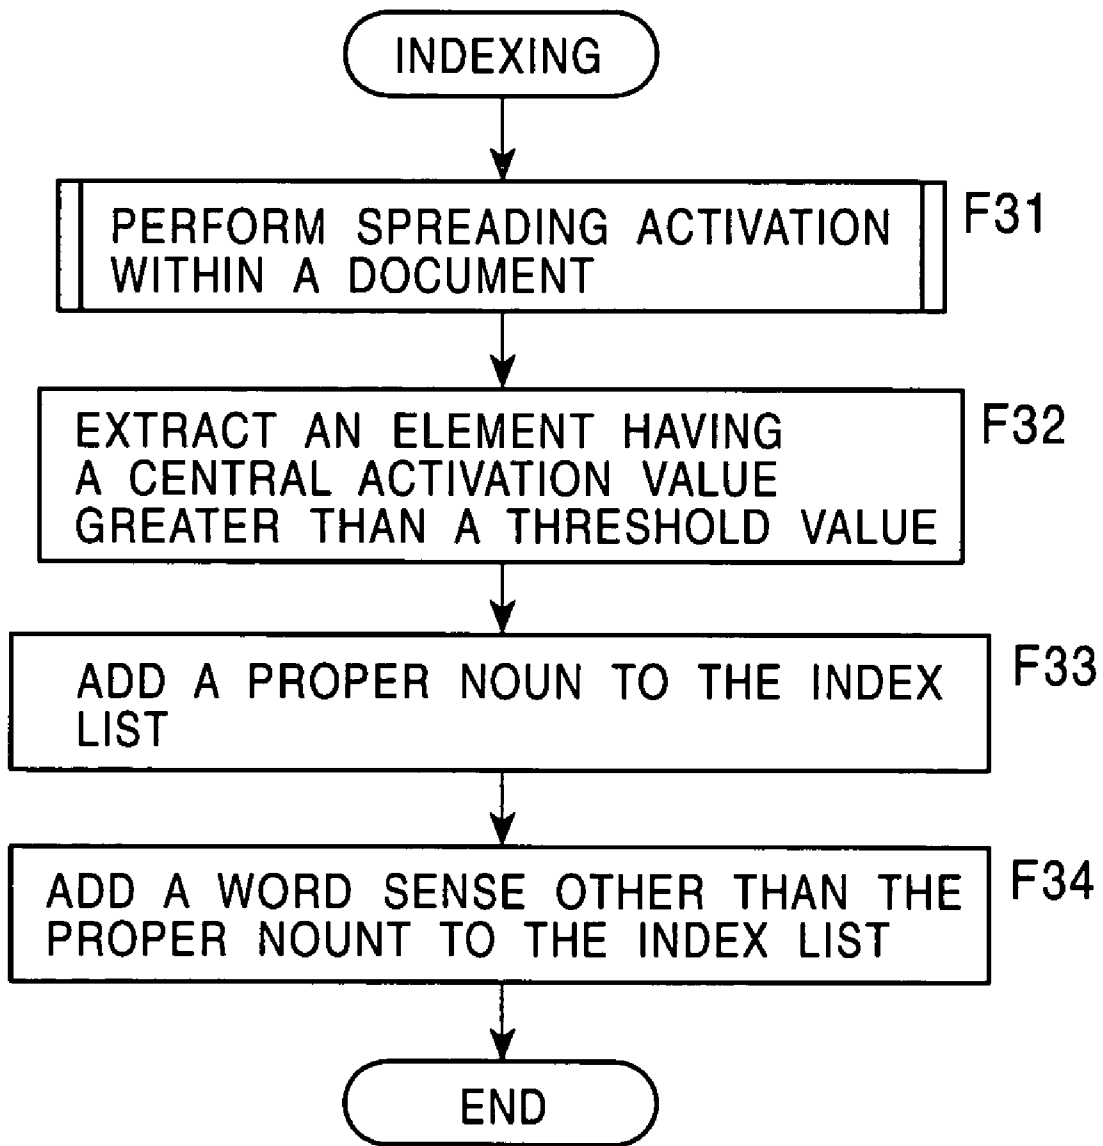 INDEXING
PERFORM SPREADING ACTIVATION
WITHIN A DOCUMENT
F31
EXTRACT AN ELEMENT HAVING
A CENTRAL ACTIVATION VALUE
GREATER THAN A THRESHOLD VALUE
F32
ADD A PROPER NOUN TO THE INDEX
LIST
F33
ADD A WORD SENSE OTHER THAN THE
PROPER NOUNT TO THE INDEX LIST
F34
END